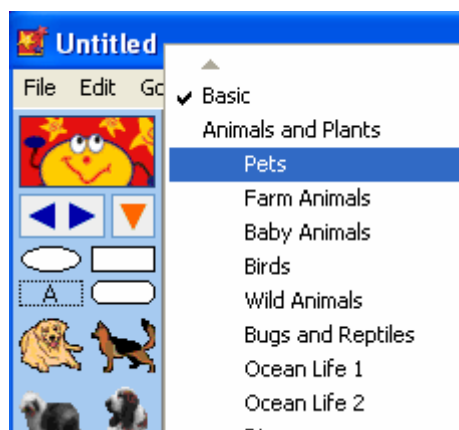 Untitled
File Edit Go
Basic
Animals and Plants
Pets
Farm Animals
Baby Animals
Birds
Wild Animals
A
Bugs and Reptiles
Ocean Life 1
Ocean Life 2